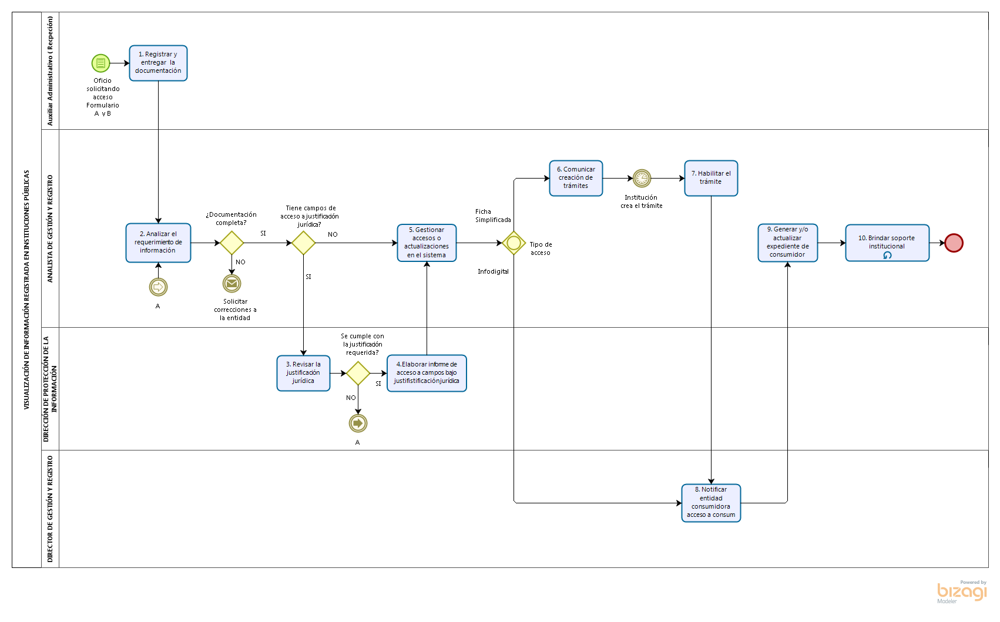 VISUALIZACIÓN DE INFORMACIÓN REGISTRADA EN INSTITUCIONES PÚBLICAS
Auxiliar Administrativo ( Recpeción)
Oficio
solicitando
acceso
Formulario
A y B
1. Registrar y
entregar la
documentación
ANALISTA DE GESTIÓN Y REGISTRO
2. Analizar el
requerimiento de
información
A
¿Documentación
completa?
SI
NO
Solicitar
correcciones a
la entidad
Tiene campos de
acceso a justificación
jurídica?
NO
SI
5. Gestionar
accesos o
actualizaciones
en el sistema
Ficha
Simplificada
Tipo de
acceso
Infodigital
6. Comunicar
creación de
trámites
Institución
crea el trámite
7. Habilitar el
trámite
9. Generar y/o
actualizar
expediente de
consumidor
10. Brindar soporte
institucional
DIRECCIÓN DE PROTECCIÓN DE LA
INFORMACIÓN
3. Revisar la
justificación
jurídica
Se cumple con
la justificación
requerida?
SI
NO
A
4.Elaborar informe de
acceso a campos bajo
justifistificación jurídica
DIRECTOR DE GESTIÓN Y REGISTRO
8. Notificar
entidad
consumidora
acceso a consum
Powered by
bizagi
Modeler